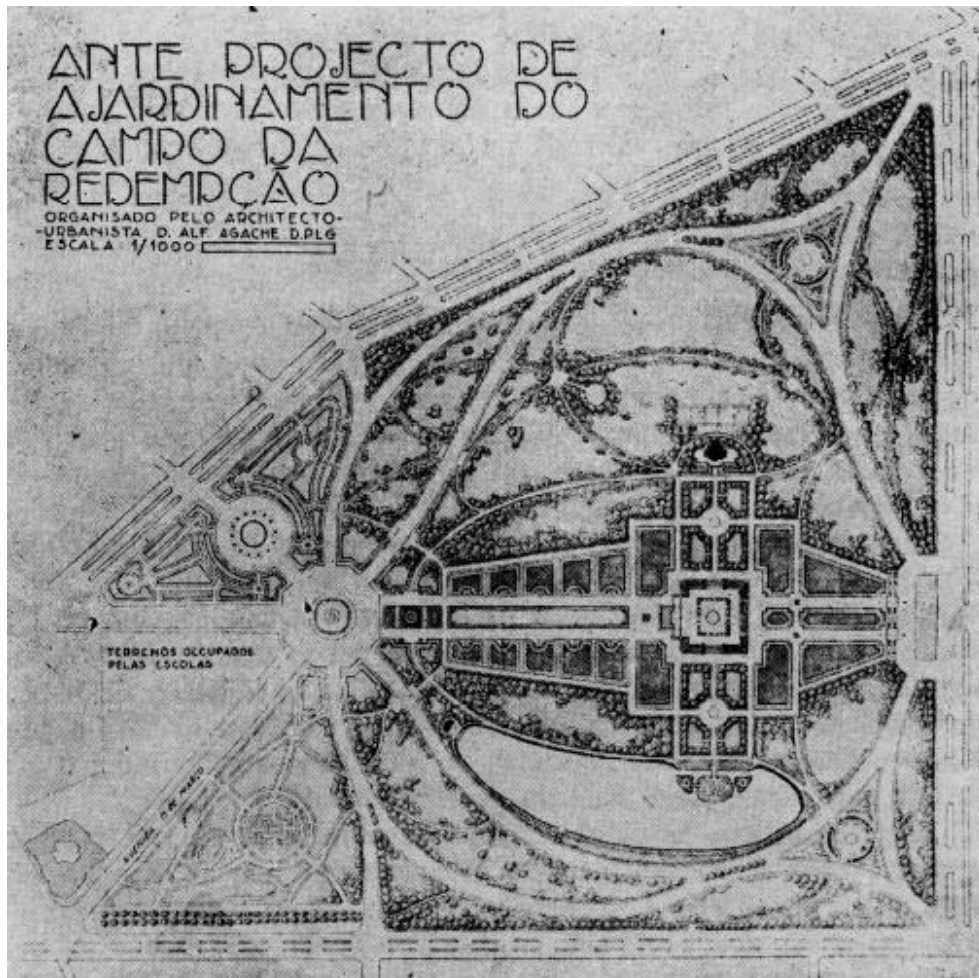 ANTE PROJECTO DE
AJARDINAMENTO DO
CAMPO DA
REDEMPÇÃO
ORGANISADO PELO ARCHITECTO-
-URBANISTA D. ALF. AGACHE D.PLG
ESCALA 1/1000
TERRENOS OCCUPADOS
PELAS ESCOLAS